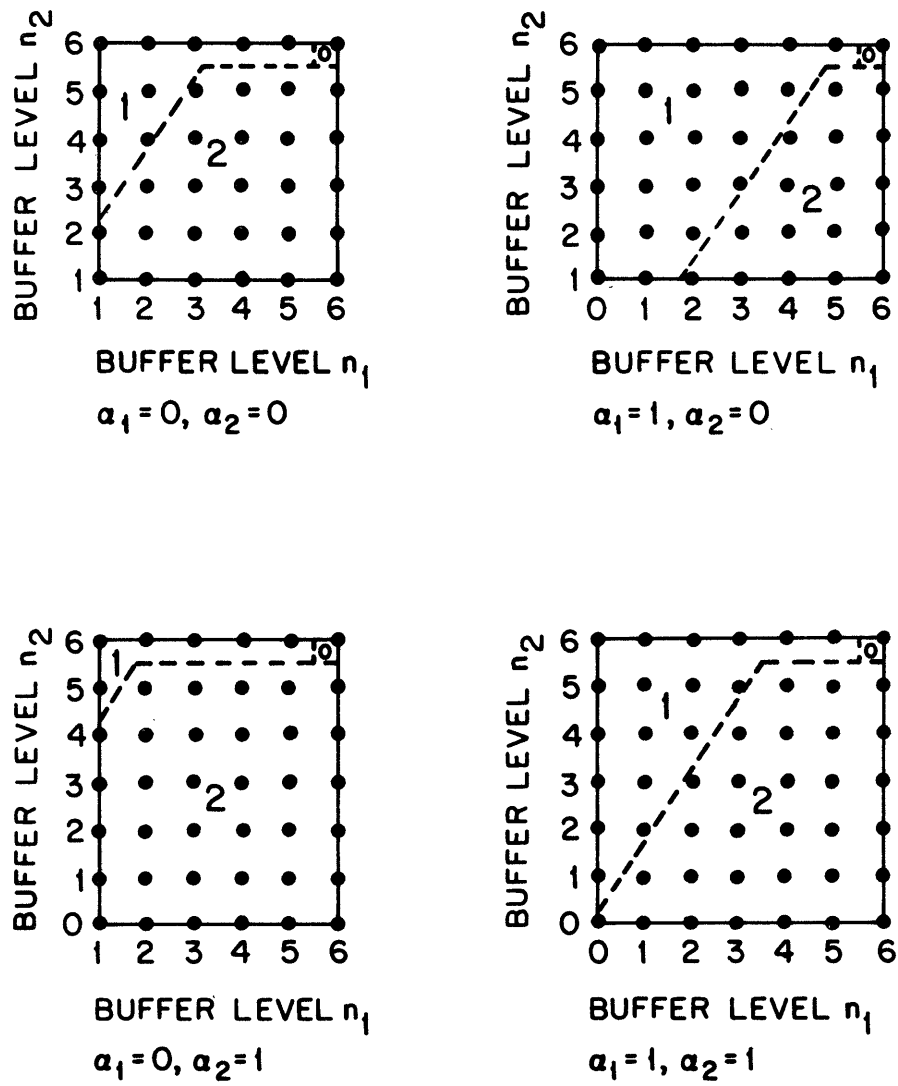 BUFFER LEVEL n₂
6
5
4
3
2
1
1
2
0
1 2 3 4 5 6
BUFFER LEVEL n₁
α₁=0, α₂=0
BUFFER LEVEL n₂
6
5
4
3
2
1
1
2
0
0 1 2 3 4 5 6
BUFFER LEVEL n₁
α₁=1, α₂=0
BUFFER LEVEL n₂
6
5
4
3
2
1
0
1
2
0
1 2 3 4 5 6
BUFFER LEVEL n₁
α₁=0, α₂=1
BUFFER LEVEL n₂
6
5
4
3
2
1
0
1
2
0
0 1 2 3 4 5 6
BUFFER LEVEL n₁
α₁=1, α₂=1